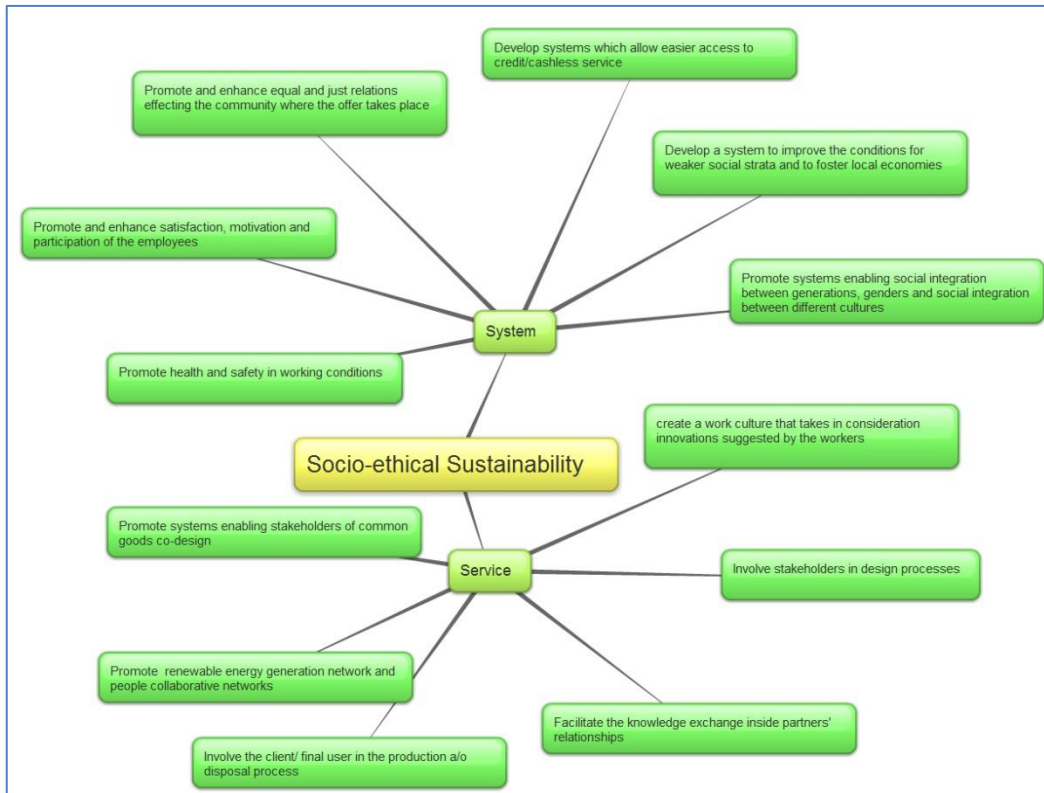 Develop systems which allow easier access to
credit/cashless service
Promote and enhance equal and just relations
effecting the community where the offer takes place
Develop a system to improve the conditions for
weaker social strata and to foster local economies
Promote and enhance satisfaction, motivation and
participation of the employees
Promote systems enabling social integration
between generations, genders and social integration
between different cultures
System
Promote health and safety in working conditions
create a work culture that takes in consideration
innovations suggested by the workers
Socio-ethical Sustainability
Promote systems enabling stakeholders of common
goods co-design
Service
Involve stakeholders in design processes
Promote renewable energy generation network and
people collaborative networks
Facilitate the knowledge exchange inside partners'
relationships
Involve the client/ final user in the production a/o
disposal process